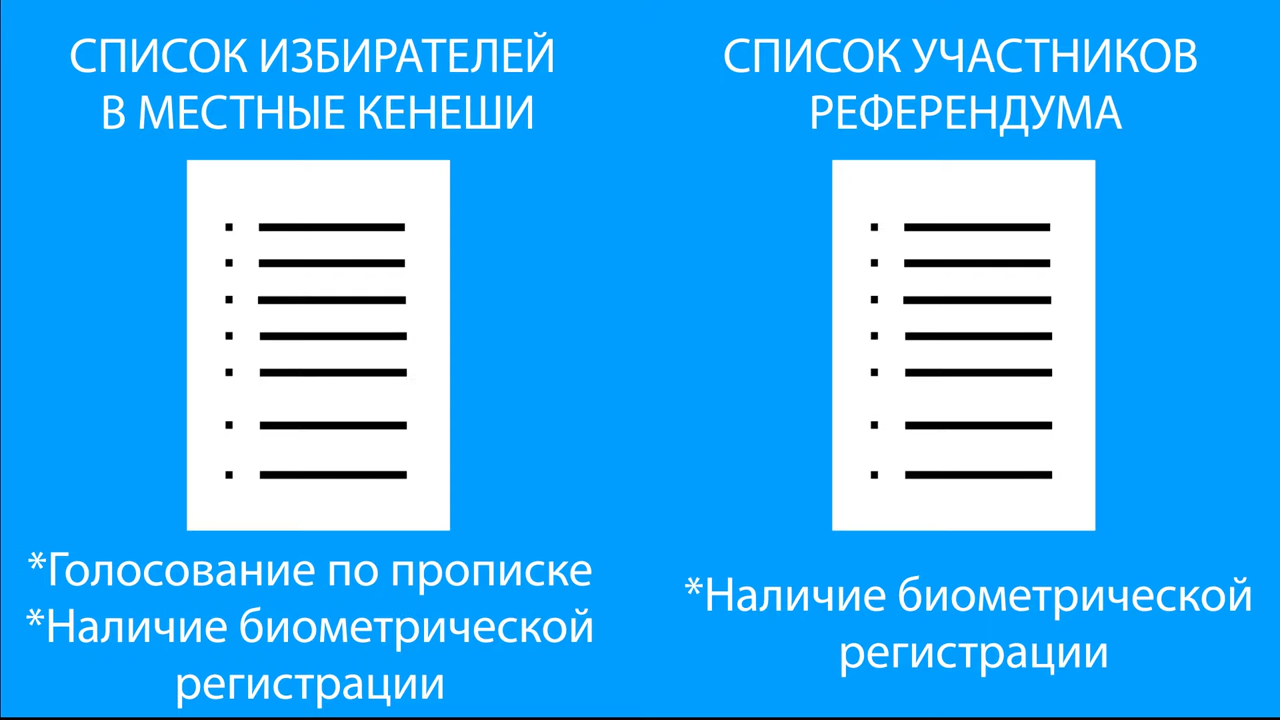 СПИСОК ИЗБИРАТЕЛЕЙ
В МЕСТНЫЕ КЕНЕШИ
*Голосование по прописке
*Наличие биометрической
регистрации
СПИСОК УЧАСТНИКОВ
РЕФЕРЕНДУМА
*Наличие биометрической
регистрации